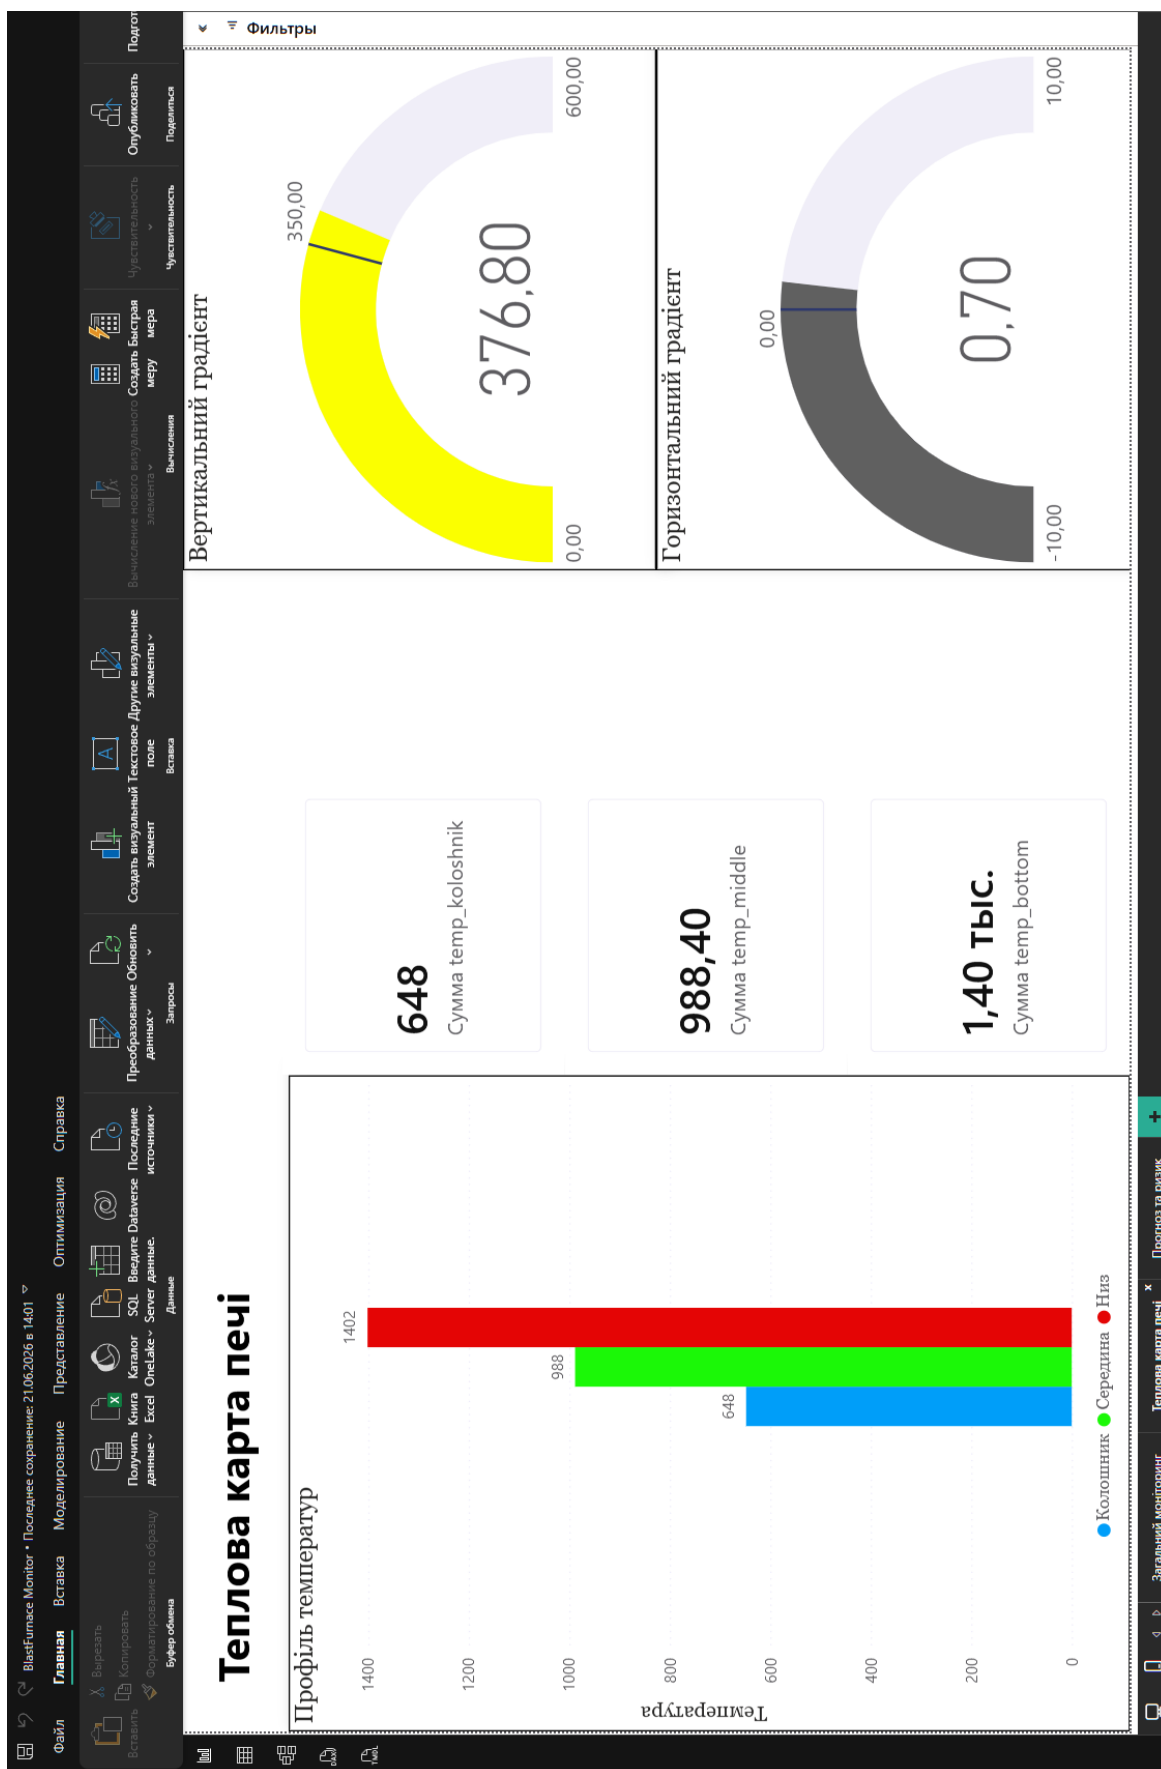 BlastFurnace Monitor • Последнее сохранение: 21.06.2026 в 14:01
Файл Главная Вставка Моделирование Представление Оптимизация Справка
Вставить
Вырезать
Копировать
Форматирование по образцу
Буфер обмена
Получить данные
Книга Excel
Каталог OneLake
SQL Server
Введите данные.
Dataverse
Последние источники
Данные
Преобразование данных
Обновить
Запросы
Создать визуальный элемент
Текстовое поле
Другие визуальные элементы
Вставка
Вычисление нового визуального элемента
Создать меру
Быстрая мера
Вычисления
Чувствительность
Чувствительность
Опубликовать
Поделиться
Подгот
Теплова карта печі
Фильтры
Профіль температур
Температура
1400
1200
1000
800
600
400
200
0
648
988
1402
Колошник Середина Низ
648
Сумма temp_koloshnik
988,40
Сумма temp_middle
1,40 тыс.
Сумма temp_bottom
Вертикальний градієнт
350,00
376,80
0,00
600,00
Горизонтальний градієнт
0,00
0,70
-10,00
10,00
DAX
TMDL
Загальний моніторинг
Теплова карта печі
Прогноз та ризик